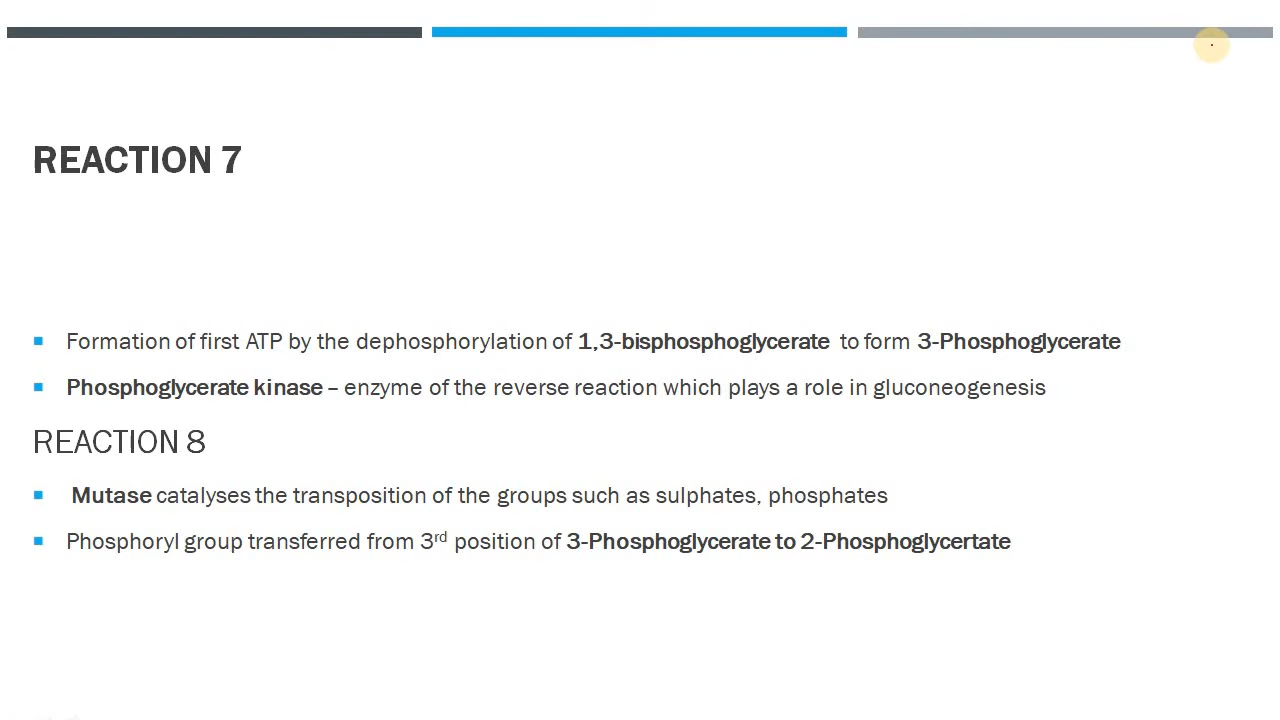 REACTION 7
Formation of first ATP by the dephosphorylation of 1,3-bisphosphoglycerate to form 3-Phosphoglycerate
Phosphoglycerate kinase – enzyme of the reverse reaction which plays a role in gluconeogenesis
REACTION 8
Mutase catalyses the transposition of the groups such as sulphates, phosphates
Phosphoryl group transferred from 3rd position of 3-Phosphoglycerate to 2-Phosphoglycertate